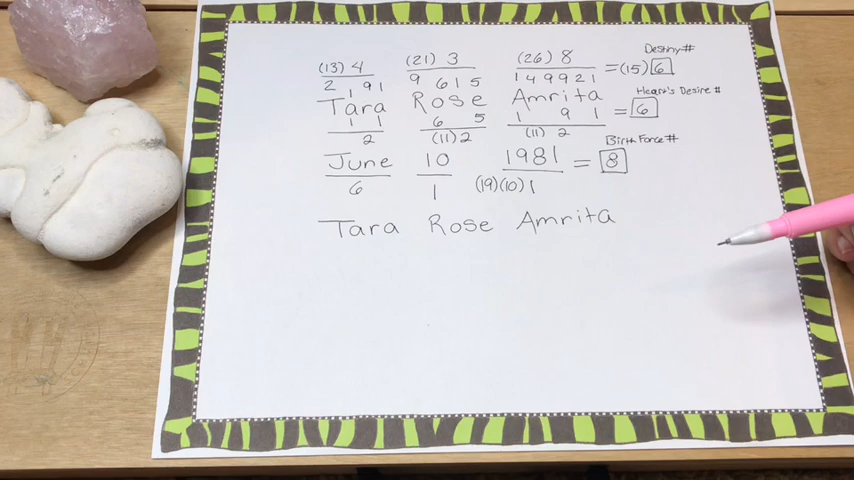 (13) 4 (21) 3 (26) 8 Destiny#
2 1 9 1 9 6 1 5 1 4 9 9 2 1 =(15) 6
Tara Rose Amrita Heart's Desire #
1 1 6 5 1 9 1 = 6
2 (11) 2 (11) 2 Birth Force #
June 10 1981 = 8
6 1 (19)(10) 1
Tara Rose Amrita